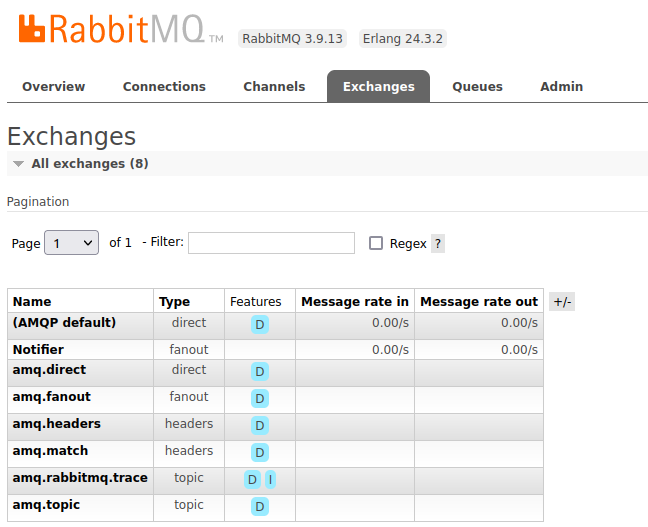 RabbitMQ TM RabbitMQ 3.9.13 Erlang 24.3.2
Overview Connections Channels Exchanges Queues Admin
Exchanges
All exchanges (8)
Pagination
Page 1 of 1 - Filter: Regex ?
Name Type Features Message rate in Message rate out +/-
(AMQP default) direct D 0.00/s 0.00/s
Notifier fanout 0.00/s 0.00/s
amq.direct direct D
amq.fanout fanout D
amq.headers headers D
amq.match headers D
amq.rabbitmq.trace topic D I
amq.topic topic D